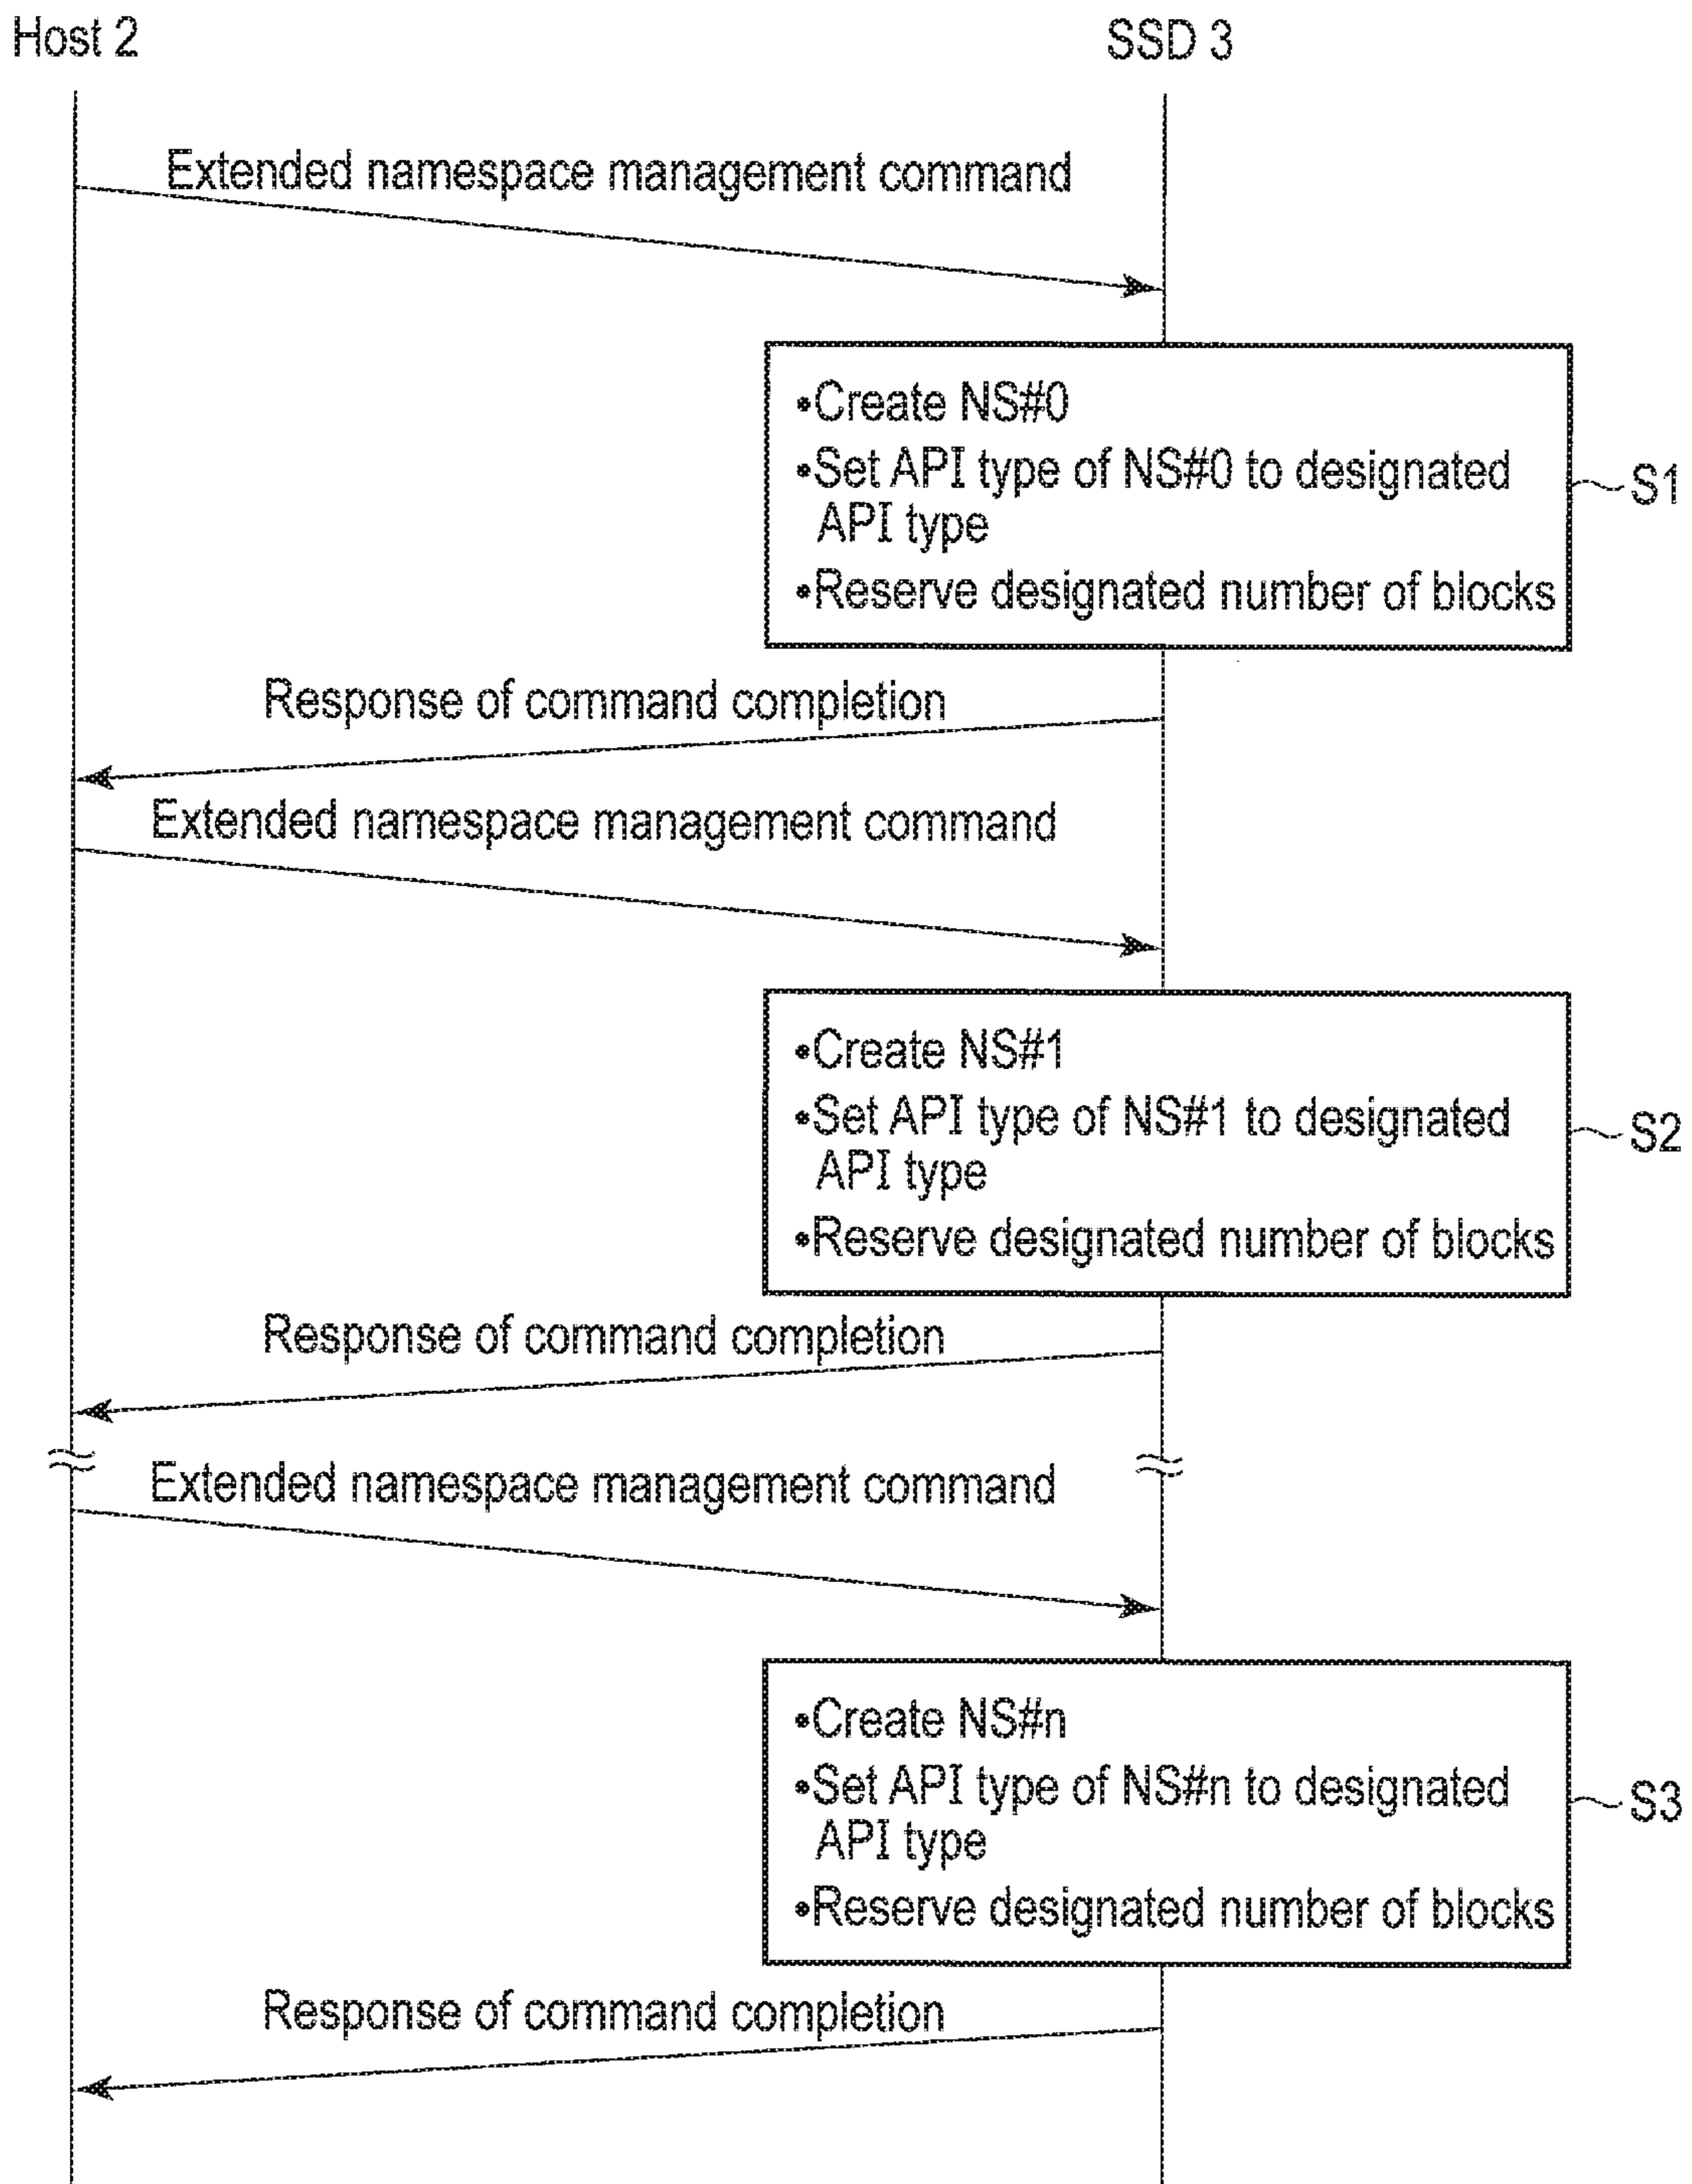 Host 2
SSD 3
Extended namespace management command
•Create NS#0
•Set API type of NS#0 to designated
API type
•Reserve designated number of blocks
S1
Response of command completion
Extended namespace management command
•Create NS#1
•Set API type of NS#1 to designated
API type
•Reserve designated number of blocks
S2
Response of command completion
Extended namespace management command
•Create NS#n
•Set API type of NS#n to designated
API type
•Reserve designated number of blocks
S3
Response of command completion